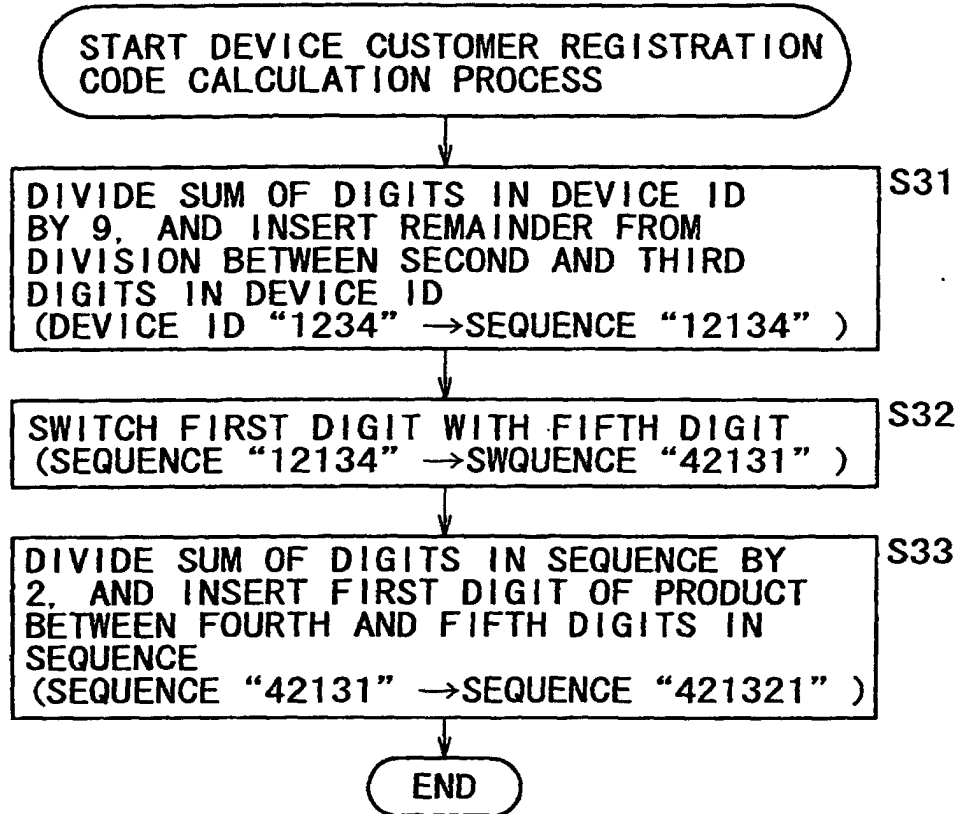 START DEVICE CUSTOMER REGISTRATION
CODE CALCULATION PROCESS
S31
DIVIDE SUM OF DIGITS IN DEVICE ID
BY 9, AND INSERT REMAINDER FROM
DIVISION BETWEEN SECOND AND THIRD
DIGITS IN DEVICE ID
(DEVICE ID “1234” →SEQUENCE “12134” )
S32
SWITCH FIRST DIGIT WITH FIFTH DIGIT
(SEQUENCE “12134” →SWQUENCE “42131” )
S33
DIVIDE SUM OF DIGITS IN SEQUENCE BY
2, AND INSERT FIRST DIGIT OF PRODUCT
BETWEEN FOURTH AND FIFTH DIGITS IN
SEQUENCE
(SEQUENCE “42131” →SEQUENCE “421321” )
END